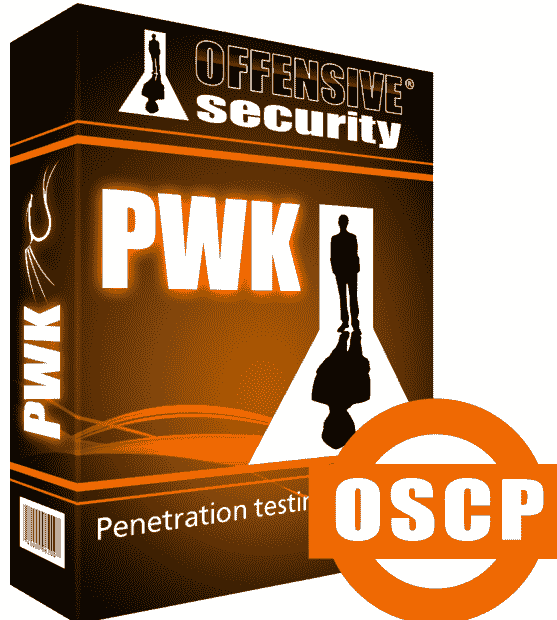 OFFENSIVE®
security
PWK
PWK
Penetration testin
OSCP